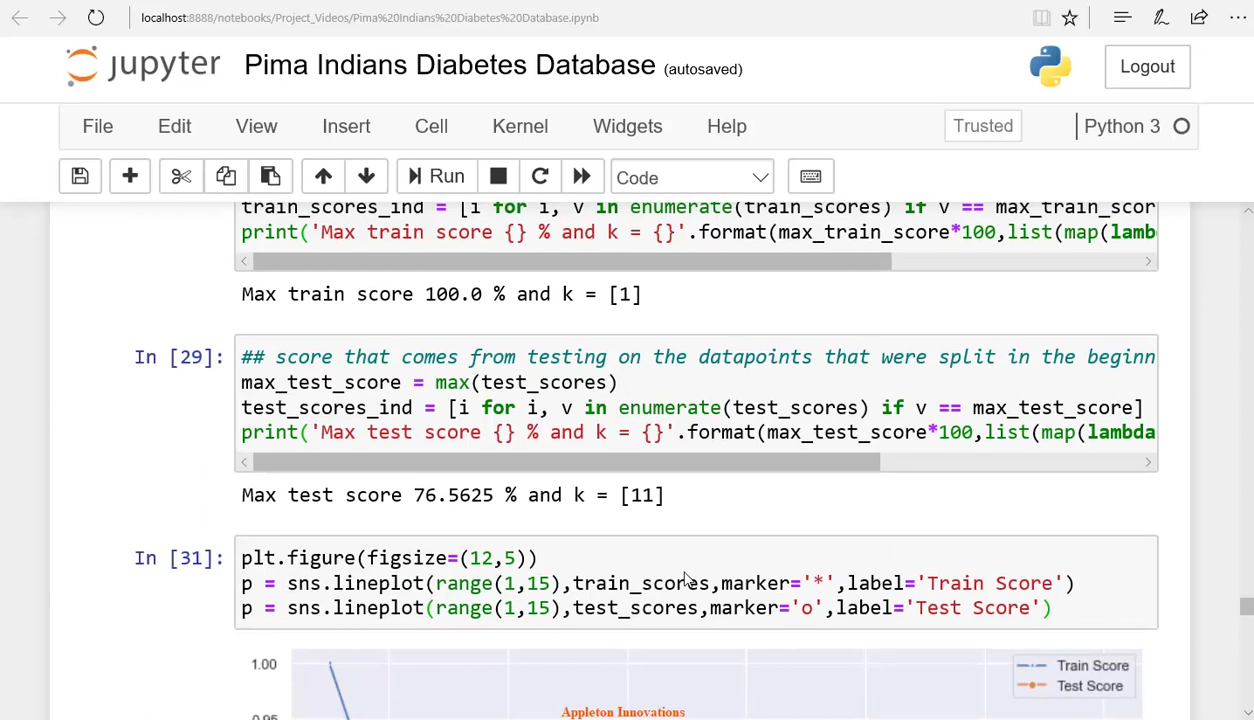 localhost:8888/notebooks/Project_Videos/Pima%20Indians%20Diabetes%20Database.ipynb
jupyter Pima Indians Diabetes Database (autosaved) Logout
File Edit View Insert Cell Kernel Widgets Help Trusted Python 3
Run Code
train_scores_ind = [i for i, v in enumerate(train_scores) if v == max_train_scor
print('Max train score {} % and k = {}'.format(max_train_score*100,list(map(lamb
Max train score 100.0 % and k = [1]
In [29]: ## score that comes from testing on the datapoints that were split in the beginn
max_test_score = max(test_scores)
test_scores_ind = [i for i, v in enumerate(test_scores) if v == max_test_score]
print('Max test score {} % and k = {}'.format(max_test_score*100,list(map(lambda
Max test score 76.5625 % and k = [11]
In [31]: plt.figure(figsize=(12,5))
p = sns.lineplot(range(1,15),train_scores,marker='*',label='Train Score')
p = sns.lineplot(range(1,15),test_scores,marker='o',label='Test Score')
1.00 Train Score
Test Score
0.95
Appleton Innovations